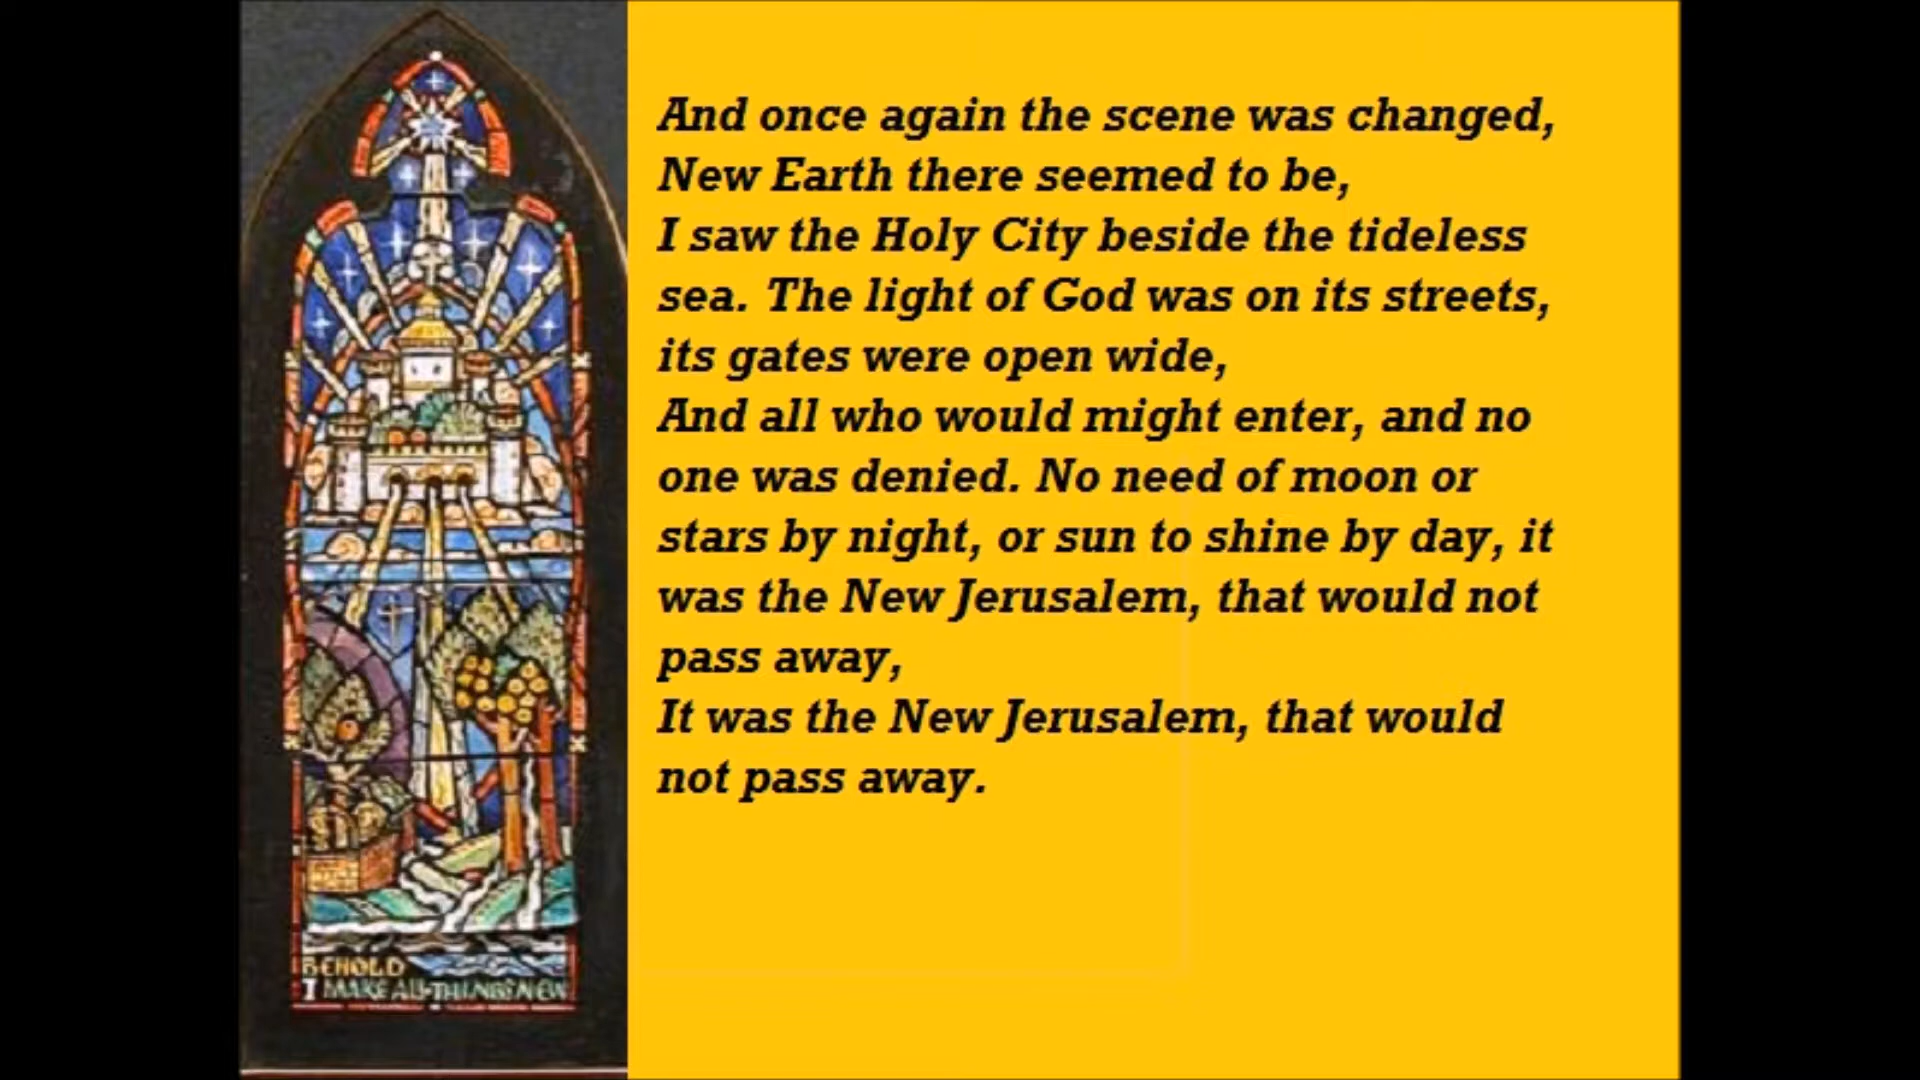 And once again the scene was changed,
New Earth there seemed to be,
I saw the Holy City beside the tideless
sea. The light of God was on its streets,
its gates were open wide,
And all who would might enter, and no
one was denied. No need of moon or
stars by night, or sun to shine by day, it
was the New Jerusalem, that would not
pass away,
It was the New Jerusalem, that would
not pass away.
BEHOLD
I MAKE ALL THINGS NEW